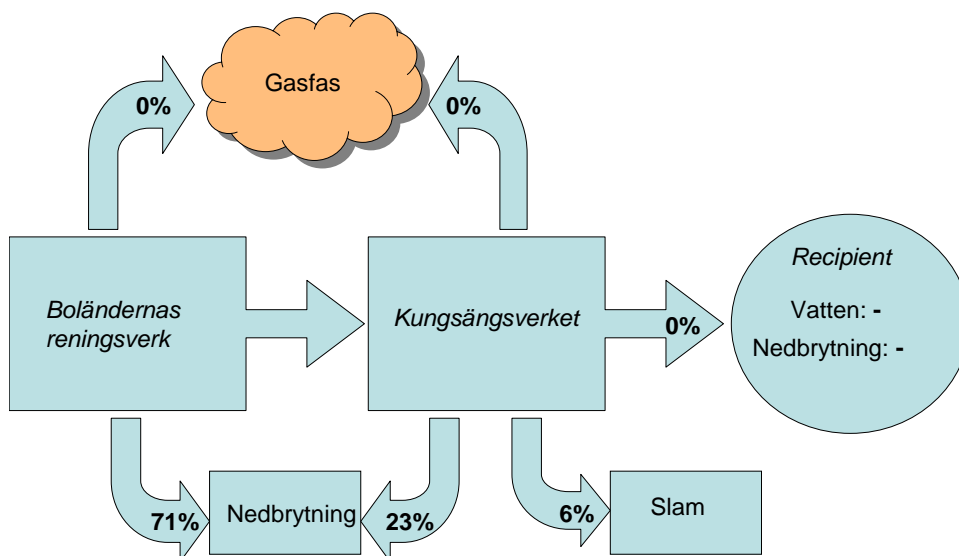 Gasfas
0%
0%
Boländernas
reningsverk
Kungsängsverket
0%
Recipient
Vatten: -
Nedbrytning: -
71%
Nedbrytning
23%
6%
Slam